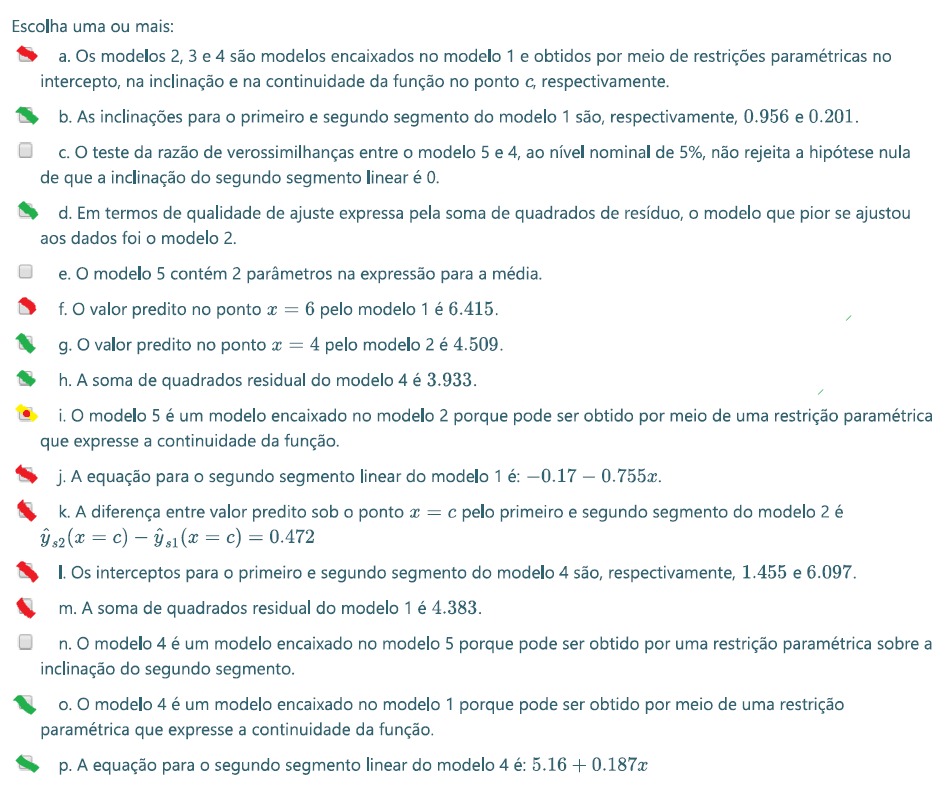 Escolha uma ou mais:
a. Os modelos 2, 3 e 4 são modelos encaixados no modelo 1 e obtidos por meio de restrições paramétricas no
intercepto, na inclinação e na continuidade da função no ponto c, respectivamente.
b. As inclinações para o primeiro e segundo segmento do modelo 1 são, respectivamente, 0.956 e 0.201.
c. O teste da razão de verossimilhanças entre o modelo 5 e 4, ao nível nominal de 5%, não rejeita a hipótese nula
de que a inclinação do segundo segmento linear é 0.
d. Em termos de qualidade de ajuste expressa pela soma de quadrados de resíduo, o modelo que pior se ajustou
aos dados foi o modelo 2.
e. O modelo 5 contém 2 parâmetros na expressão para a média.
f. O valor predito no ponto x = 6 pelo modelo 1 é 6.415.
g. O valor predito no ponto x = 4 pelo modelo 2 é 4.509.
h. A soma de quadrados residual do modelo 4 é 3.933.
i. O modelo 5 é um modelo encaixado no modelo 2 porque pode ser obtido por meio de uma restrição paramétrica
que expresse a continuidade da função.
j. A equação para o segundo segmento linear do modelo 1 é: −0.17 − 0.755x.
k. A diferença entre valor predito sob o ponto x = c pelo primeiro e segundo segmento do modelo 2 é
ŷ_{s2}(x = c) − ŷ_{s1}(x = c) = 0.472
l. Os interceptos para o primeiro e segundo segmento do modelo 4 são, respectivamente, 1.455 e 6.097.
m. A soma de quadrados residual do modelo 1 é 4.383.
n. O modelo 4 é um modelo encaixado no modelo 5 porque pode ser obtido por uma restrição paramétrica sobre a
inclinação do segundo segmento.
o. O modelo 4 é um modelo encaixado no modelo 1 porque pode ser obtido por meio de uma restrição
paramétrica que expresse a continuidade da função.
p. A equação para o segundo segmento linear do modelo 4 é: 5.16 + 0.187x